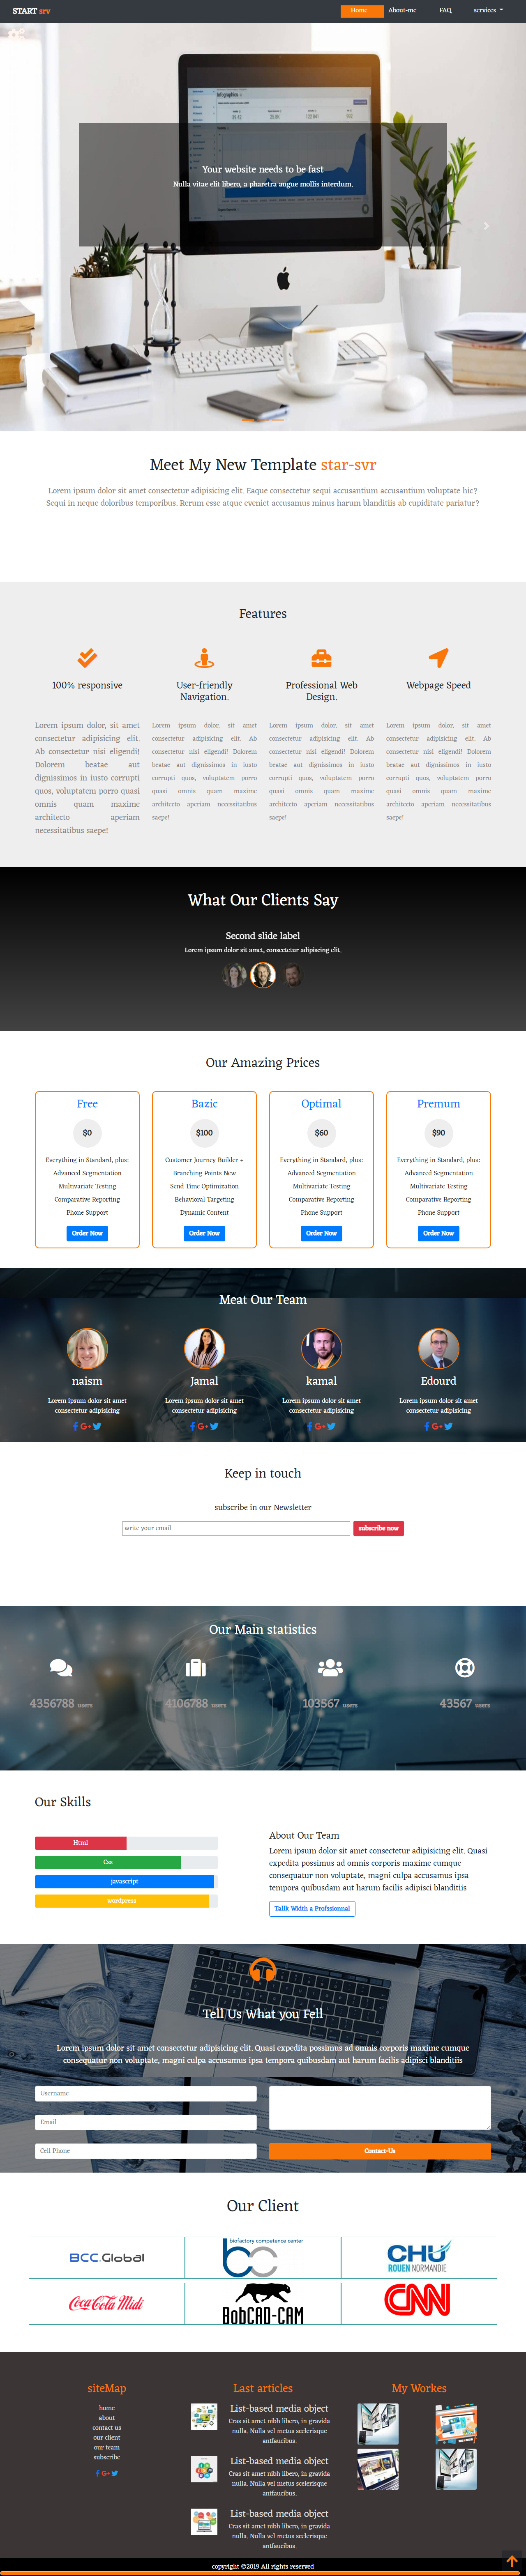 START srv
Home
About-me
FAQ
services
Your website needs to be fast
Nulla vitae elit libero, a pharetra augue mollis interdum.
Meet My New Template star-svr
Lorem ipsum dolor sit amet consectetur adipisicing elit. Eaque consectetur sequi accusantium accusantium voluptate hic?
Sequi in neque doloribus temporibus. Rerum esse atque eveniet accusamus minus harum blanditiis ab cupiditate pariatur?
Features
100% responsive
Lorem ipsum dolor, sit amet
consectetur adipisicing elit.
Ab consectetur nisi eligendi!
Dolorem beatae aut
dignissimos in iusto corrupti
quos, voluptatem porro quasi
omnis quam maxime
architecto aperiam
necessitatibus saepe!
User-friendly
Navigation.
Lorem ipsum dolor, sit amet
consectetur adipisicing elit. Ab
consectetur nisi eligendi! Dolorem
beatae aut dignissimos in iusto
corrupti quos, voluptatem porro
quasi omnis quam maxime
architecto aperiam necessitatibus
saepe!
Professional Web
Design.
Lorem ipsum dolor, sit amet
consectetur adipisicing elit. Ab
consectetur nisi eligendi! Dolorem
beatae aut dignissimos in iusto
corrupti quos, voluptatem porro
quasi omnis quam maxime
architecto aperiam necessitatibus
saepe!
Webpage Speed
Lorem ipsum dolor, sit amet
consectetur adipisicing elit. Ab
consectetur nisi eligendi! Dolorem
beatae aut dignissimos in iusto
corrupti quos, voluptatem porro
quasi omnis quam maxime
architecto aperiam necessitatibus
saepe!
What Our Clients Say
Second slide label
Lorem ipsum dolor sit amet, consectetur adipiscing elit.
Our Amazing Prices
Free
$0
Everything in Standard, plus:
Advanced Segmentation
Multivariate Testing
Comparative Reporting
Phone Support
Order Now
Bazic
$100
Customer Journey Builder +
Branching Points New
Send Time Optimization
Behavioral Targeting
Dynamic Content
Order Now
Optimal
$60
Everything in Standard, plus:
Advanced Segmentation
Multivariate Testing
Comparative Reporting
Phone Support
Order Now
Premum
$90
Everything in Standard, plus:
Advanced Segmentation
Multivariate Testing
Comparative Reporting
Phone Support
Order Now
Meat Our Team
naism
Lorem ipsum dolor sit amet
consectetur adipisicing
Jamal
Lorem ipsum dolor sit amet
consectetur adipisicing
kamal
Lorem ipsum dolor sit amet
consectetur adipisicing
Edourd
Lorem ipsum dolor sit amet
consectetur adipisicing
Keep in touch
subscribe in our Newsletter
write your email
subscribe now
Our Main statistics
4356788 users
4106788 users
103567 users
43567 users
Our Skills
Html
Css
javascript
wordpress
About Our Team
Lorem ipsum dolor sit amet consectetur adipisicing elit. Quasi
expedita possimus ad omnis corporis maxime cumque
consequatur non voluptate, magni culpa accusamus ipsa
tempora quibusdam aut harum facilis adipisci blanditiis
Tallk Width a Profssionnal
Tell Us What you Fell
Lorem ipsum dolor sit amet consectetur adipisicing elit. Quasi expedita possimus ad omnis corporis maxime cumque
consequatur non voluptate, magni culpa accusamus ipsa tempora quibusdam aut harum facilis adipisci blanditiis
Username
Email
Cell Phone
Contact-Us
Our Client
BCC.Global
biofactory competence center
bc
CHU
ROUEN NORMANDIE
Coca-Cola Midi
BobCAD-CAM
CNN
siteMap
home
about
contact us
our client
our team
subscribe
Last articles
List-based media object
Cras sit amet nibh libero, in gravida
nulla. Nulla vel metus scelerisque
antfaucibus.
List-based media object
Cras sit amet nibh libero, in gravida
nulla. Nulla vel metus scelerisque
antfaucibus.
List-based media object
Cras sit amet nibh libero, in gravida
nulla. Nulla vel metus scelerisque
antfaucibus.
My Workes
copyright ©2019 All rights reserved